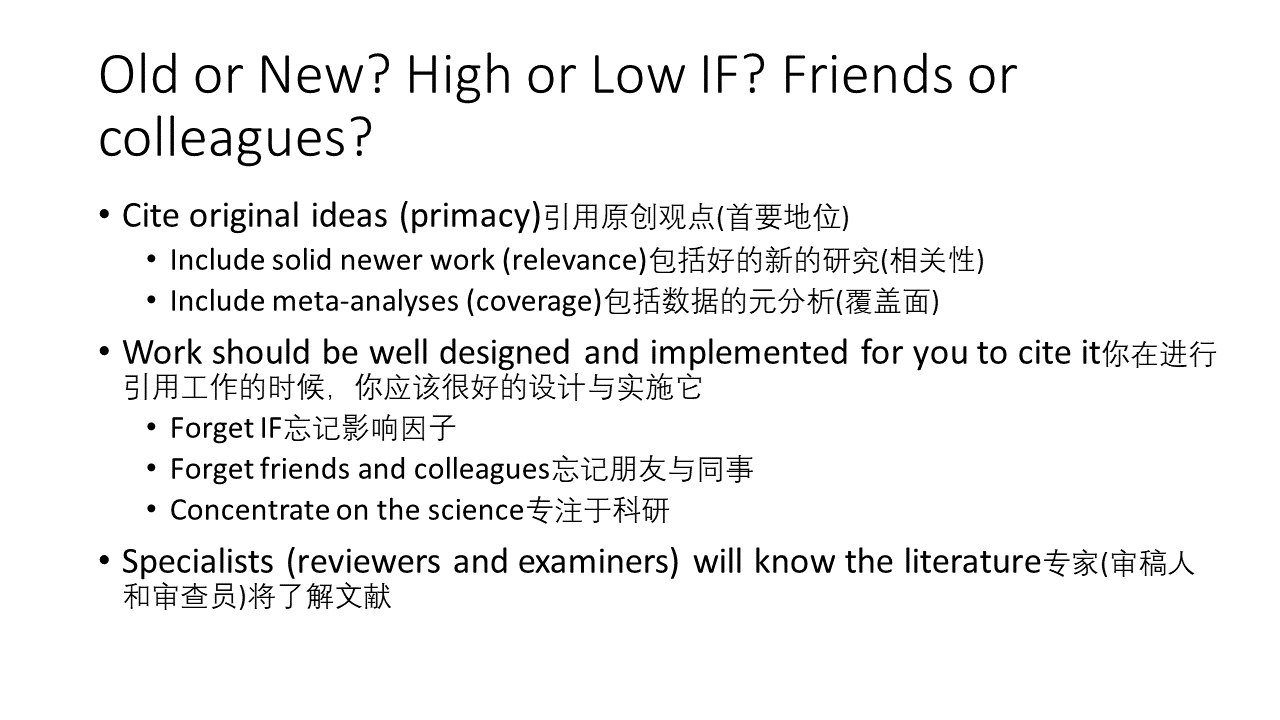 Old or New? High or Low IF? Friends or
colleagues?
• Cite original ideas (primacy)引用原创观点(首要地位)
• Include solid newer work (relevance)包括好的新的研究(相关性)
• Include meta-analyses (coverage)包括数据的元分析(覆盖面)
• Work should be well designed and implemented for you to cite it你在进行
引用工作的时候，你应该很好的设计与实施它
• Forget IF忘记影响因子
• Forget friends and colleagues忘记朋友与同事
• Concentrate on the science专注于科研
• Specialists (reviewers and examiners) will know the literature专家(审稿人
和审查员)将了解文献